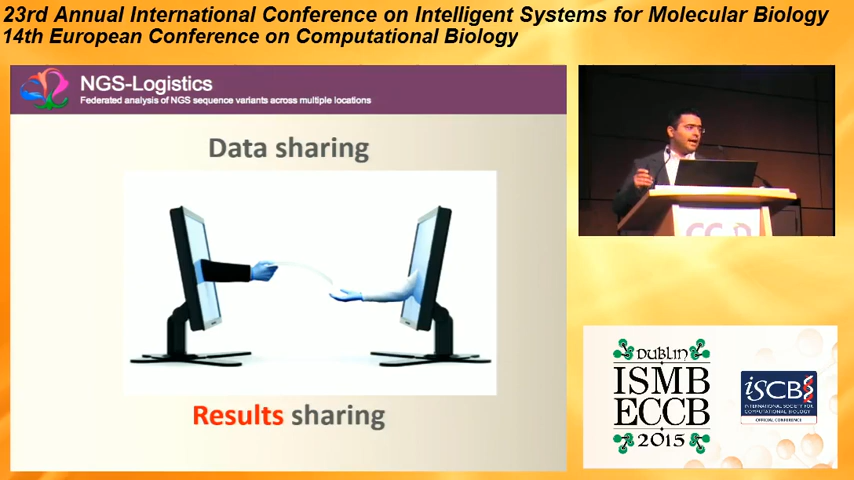 23rd Annual International Conference on Intelligent Systems for Molecular Biology
14th European Conference on Computational Biology
NGS-Logistics
Federated analysis of NGS sequence variants across multiple locations
Data sharing
Results sharing
DUBLIN
ISMB
ECCB
2015
iSCB
INTERNATIONAL SOCIETY FOR
COMPUTATIONAL BIOLOGY
OFFICIAL CONFERENCE